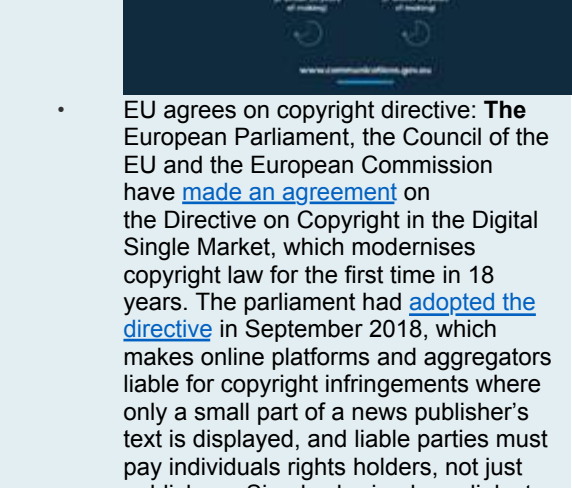 of making)
of making)
www.communications.gov.au
• EU agrees on copyright directive: The
European Parliament, the Council of the
EU and the European Commission
have made an agreement on
the Directive on Copyright in the Digital
Single Market, which modernises
copyright law for the first time in 18
years. The parliament had adopted the
directive in September 2018, which
makes online platforms and aggregators
liable for copyright infringements where
only a small part of a news publisher’s
text is displayed, and liable parties must
pay individuals rights holders, not just